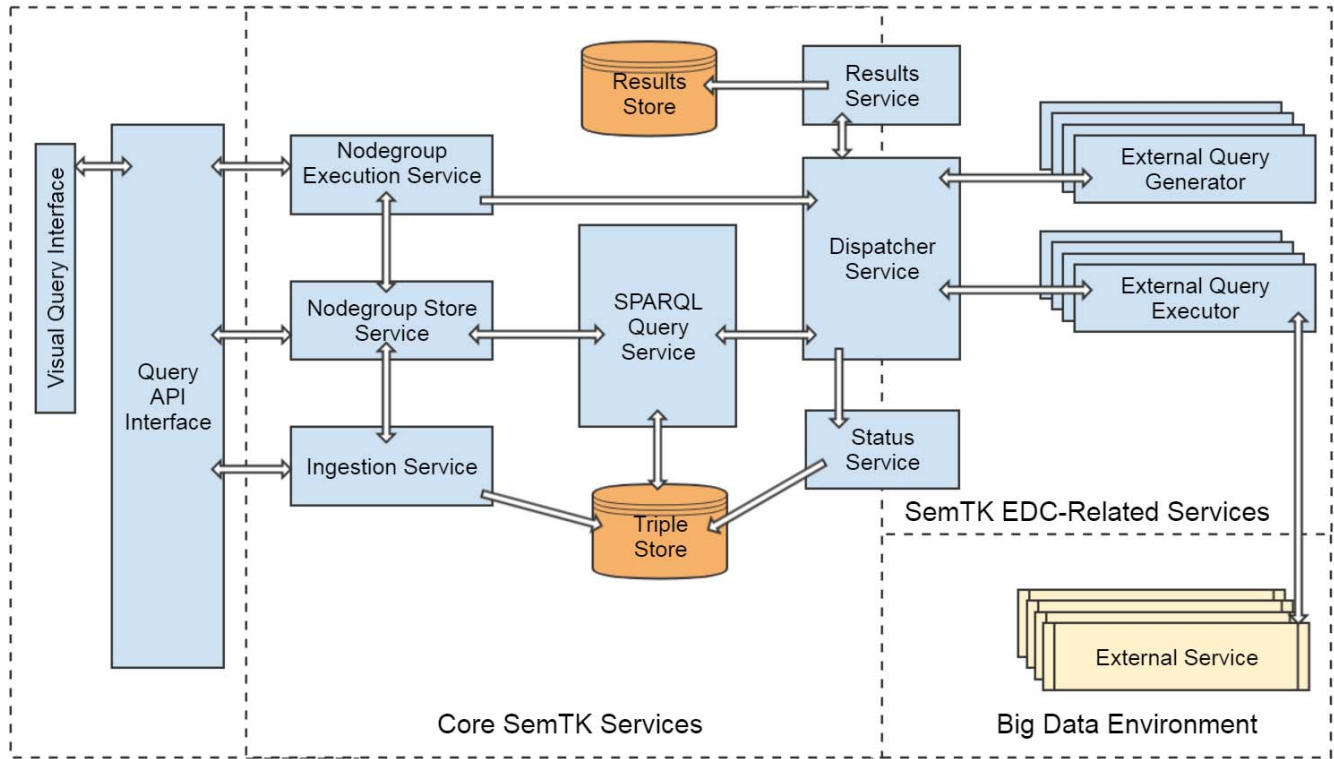 Visual Query Interface
Query
API
Interface
Nodegroup
Execution Service
Nodegroup Store
Service
Ingestion Service
Results
Store
SPARQL
Query
Service
Triple
Store
Results
Service
Dispatcher
Service
Status
Service
External Query
Generator
External Query
Executor
SemTK EDC-Related Services
External Service
Core SemTK Services
Big Data Environment